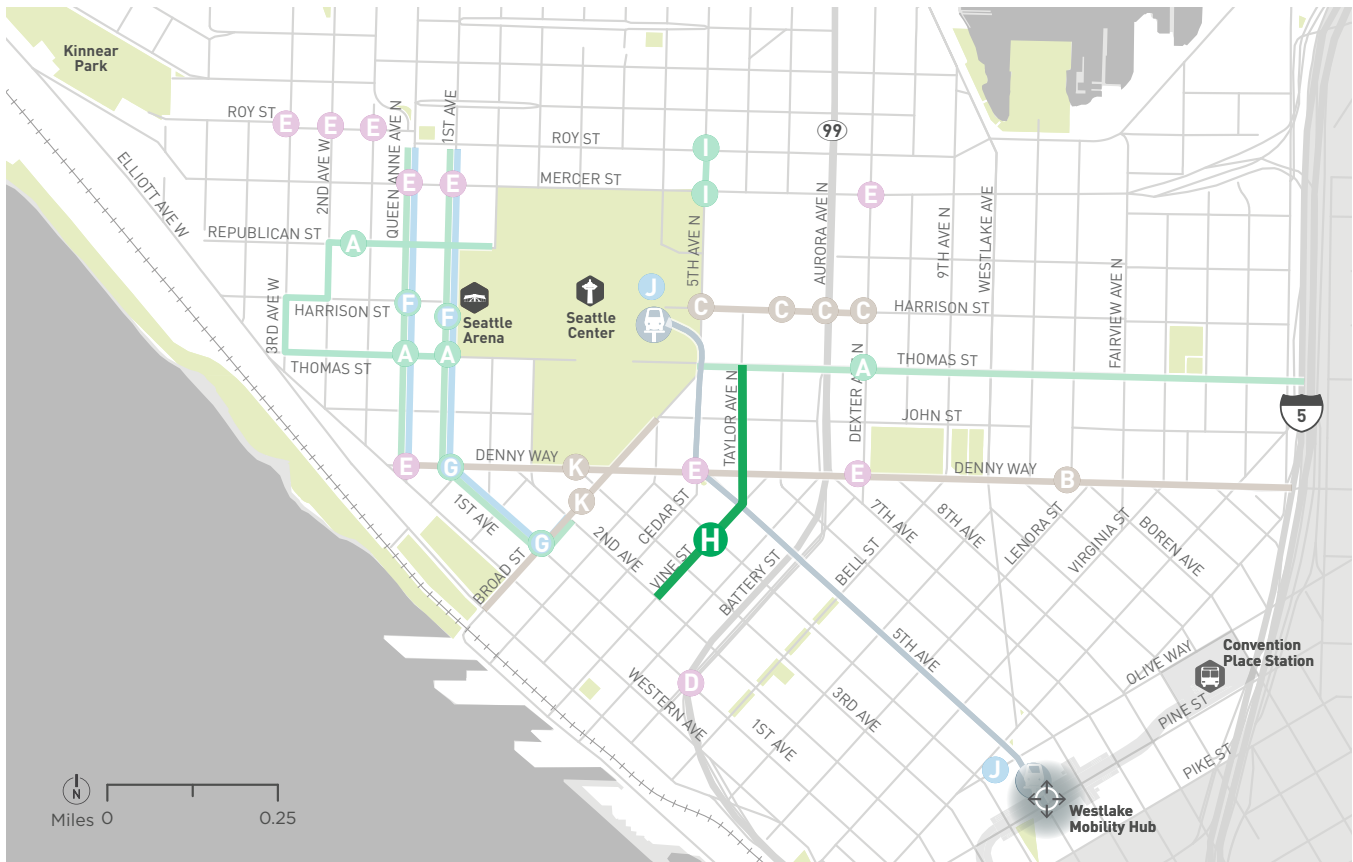 Kinnear
Park
ROY ST
E
E
E
QUEEN ANNE AVE N
1ST AVE
ROY ST
I
99
ELLIOTT AVE W
2ND AVE W
E
E
MERCER ST
I
E
REPUBLICAN ST
A
5TH AVE N
AURORA AVE N
9TH AVE N
WESTLAKE AVE
FAIRVIEW AVE N
J
3RD AVE W
HARRISON ST
F
F
Seattle
Arena
Seattle
Center
C
C
C
C
HARRISON ST
THOMAS ST
A
A
TAYLOR AVE N
DEXTER AVE N
A
THOMAS ST
JOHN ST
5
E
G
DENNY WAY
K
E
E
DENNY WAY
B
K
1ST AVE
G
BROAD ST
2ND AVE
CEDAR ST
VINE ST
H
BATTERY ST
BELL ST
7TH AVE
8TH AVE
LENORA ST
VIRGINIA ST
BOREN AVE
5TH AVE
D
WESTERN AVE
1ST AVE
3RD AVE
OLIVE WAY
Convention
Place Station
PINE ST
PIKE ST
J
Westlake
Mobility Hub
N
Miles 0 0.25